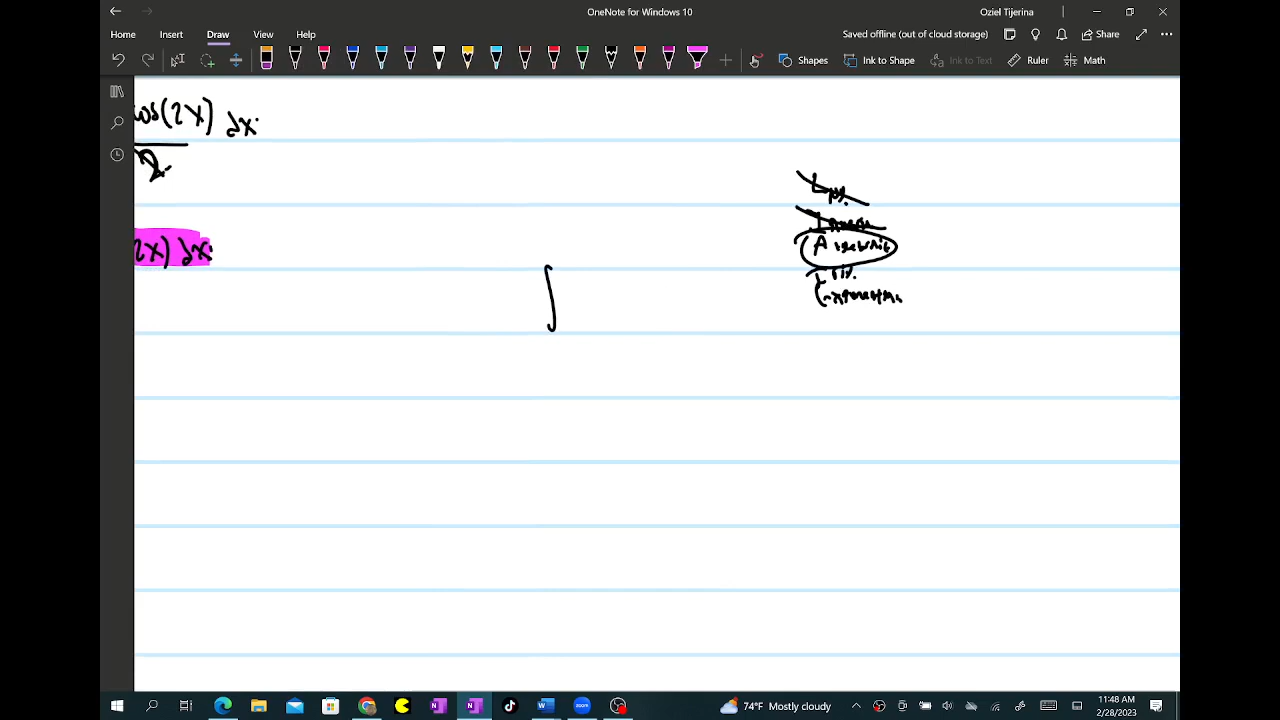 OneNote for Windows 10
Oziel Tijerina
Home Insert Draw View Help
Saved offline (out of cloud storage)
Share
Shapes
Ink to Shape
Ink to Text
Ruler
Math
cos(2x) dx
2
2x) dx
Algebraic
74°F Mostly cloudy
11:48 AM
2/28/2023